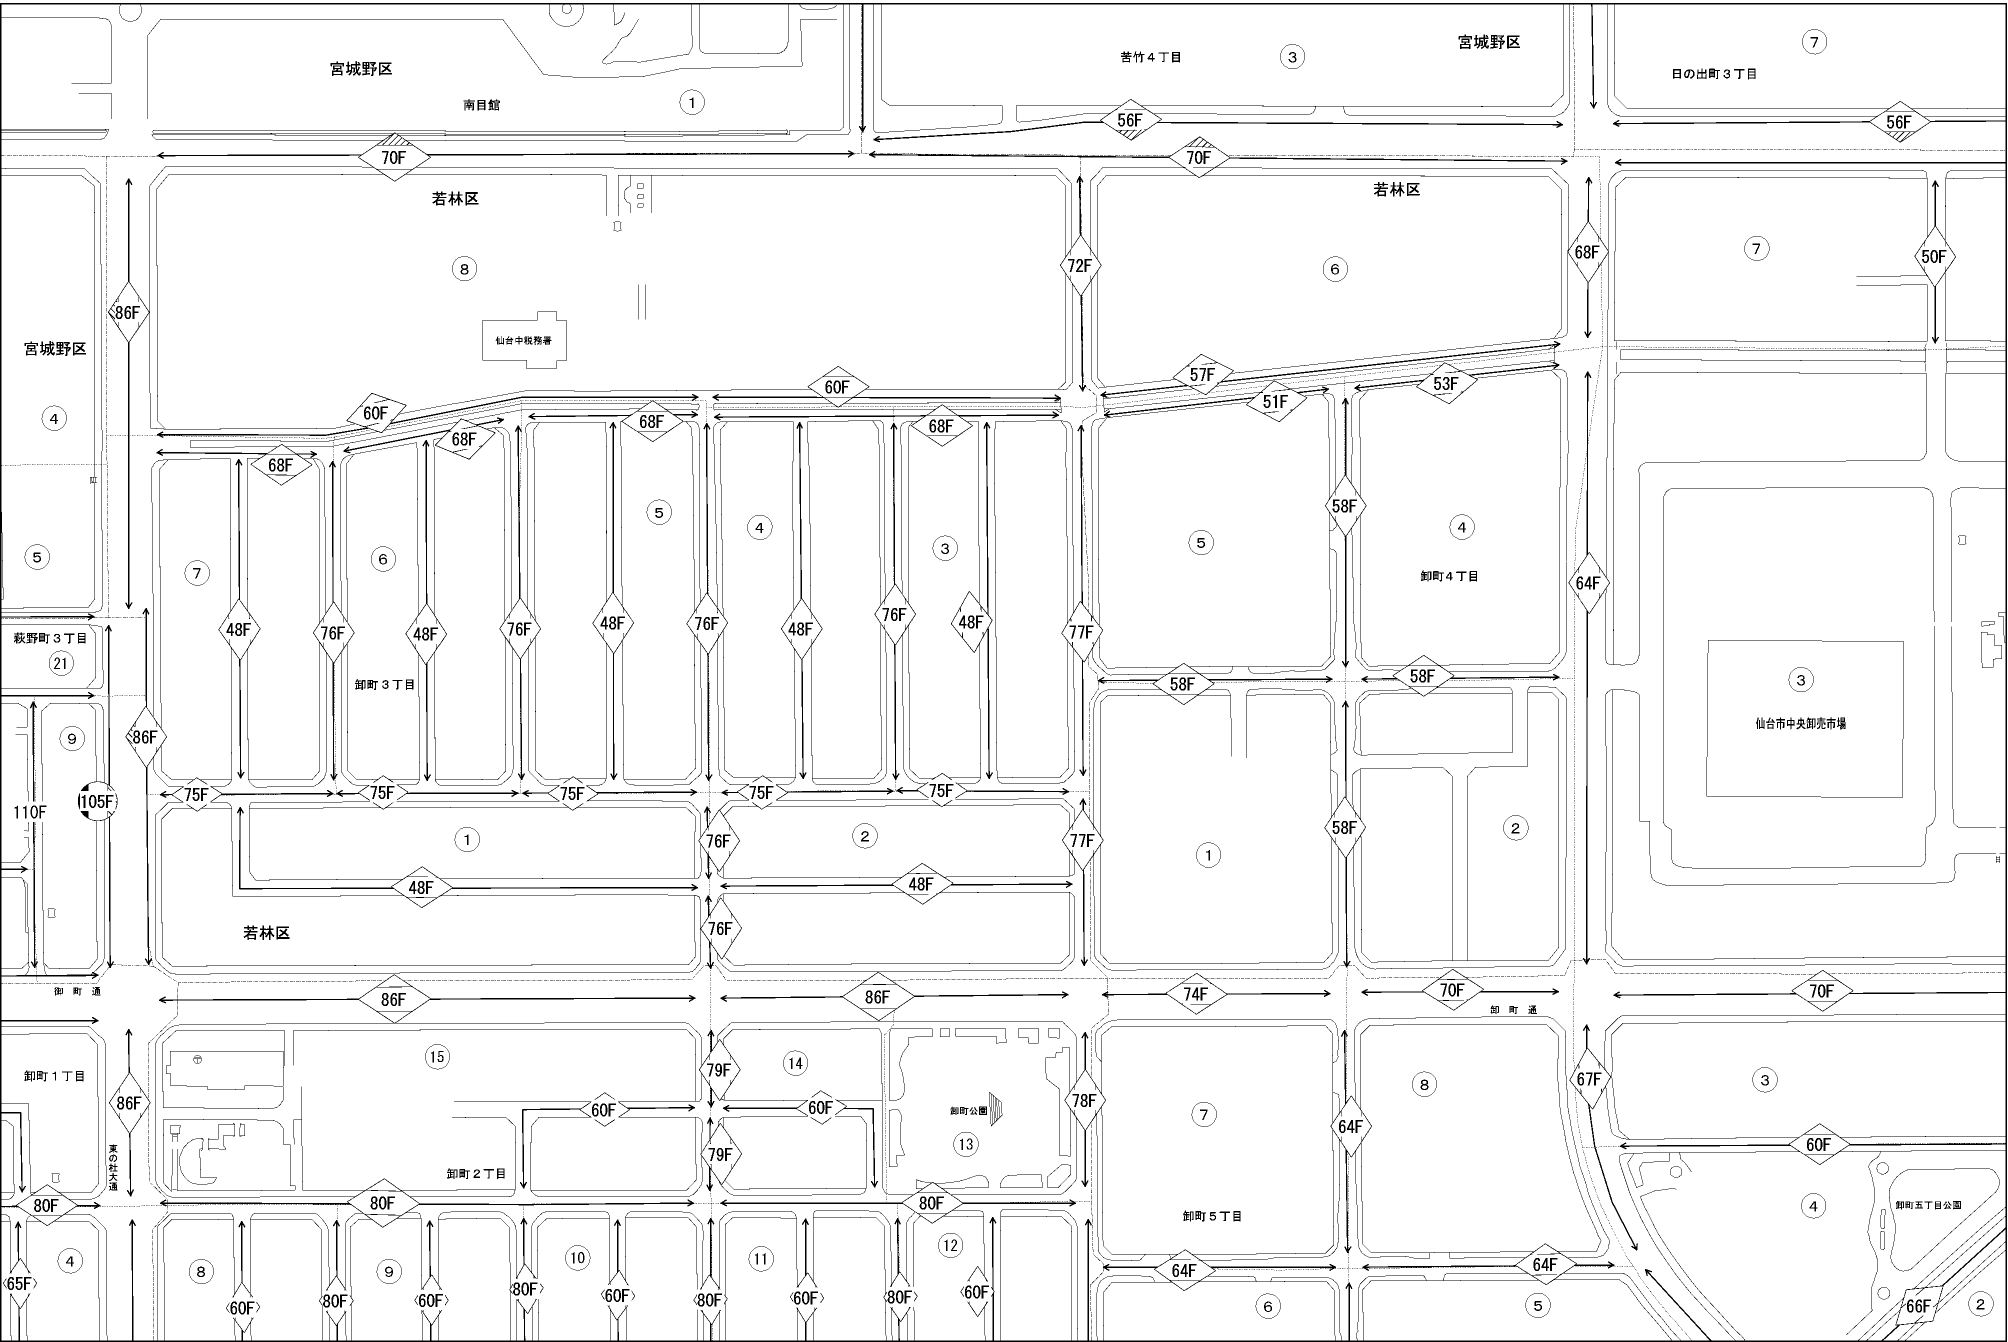 宮城野区
南目館
1
苦竹4丁目
3
宮城野区
7
日の出町3丁目
56F
56F
70F
70F
若林区
若林区
8
72F
6
68F
7
50F
86F
仙台中税務署
宮城野区
4
60F
60F
57F
51F
53F
68F
68F
68F
68F
5
7
6
5
4
3
5
58F
4
卸町4丁目
64F
48F
76F
48F
76F
48F
76F
48F
76F
48F
77F
萩野町3丁目
21
卸町3丁目
58F
58F
3
仙台市中央卸売市場
9
86F
110F
105F
75F
75F
75F
75F
75F
1
76F
2
77F
1
58F
2
48F
48F
若林区
76F
卸町通
86F
86F
74F
70F
70F
卸町通
卸町1丁目
86F
東の杜大通
15
79F
14
卸町公園
13
78F
7
64F
8
67F
3
60F
60F
60F
79F
卸町2丁目
80F
80F
80F
卸町5丁目
4
卸町五丁目公園
65F
4
8
60F
80F
9
60F
80F
10
60F
80F
11
60F
80F
12
60F
64F
64F
6
5
66F
2